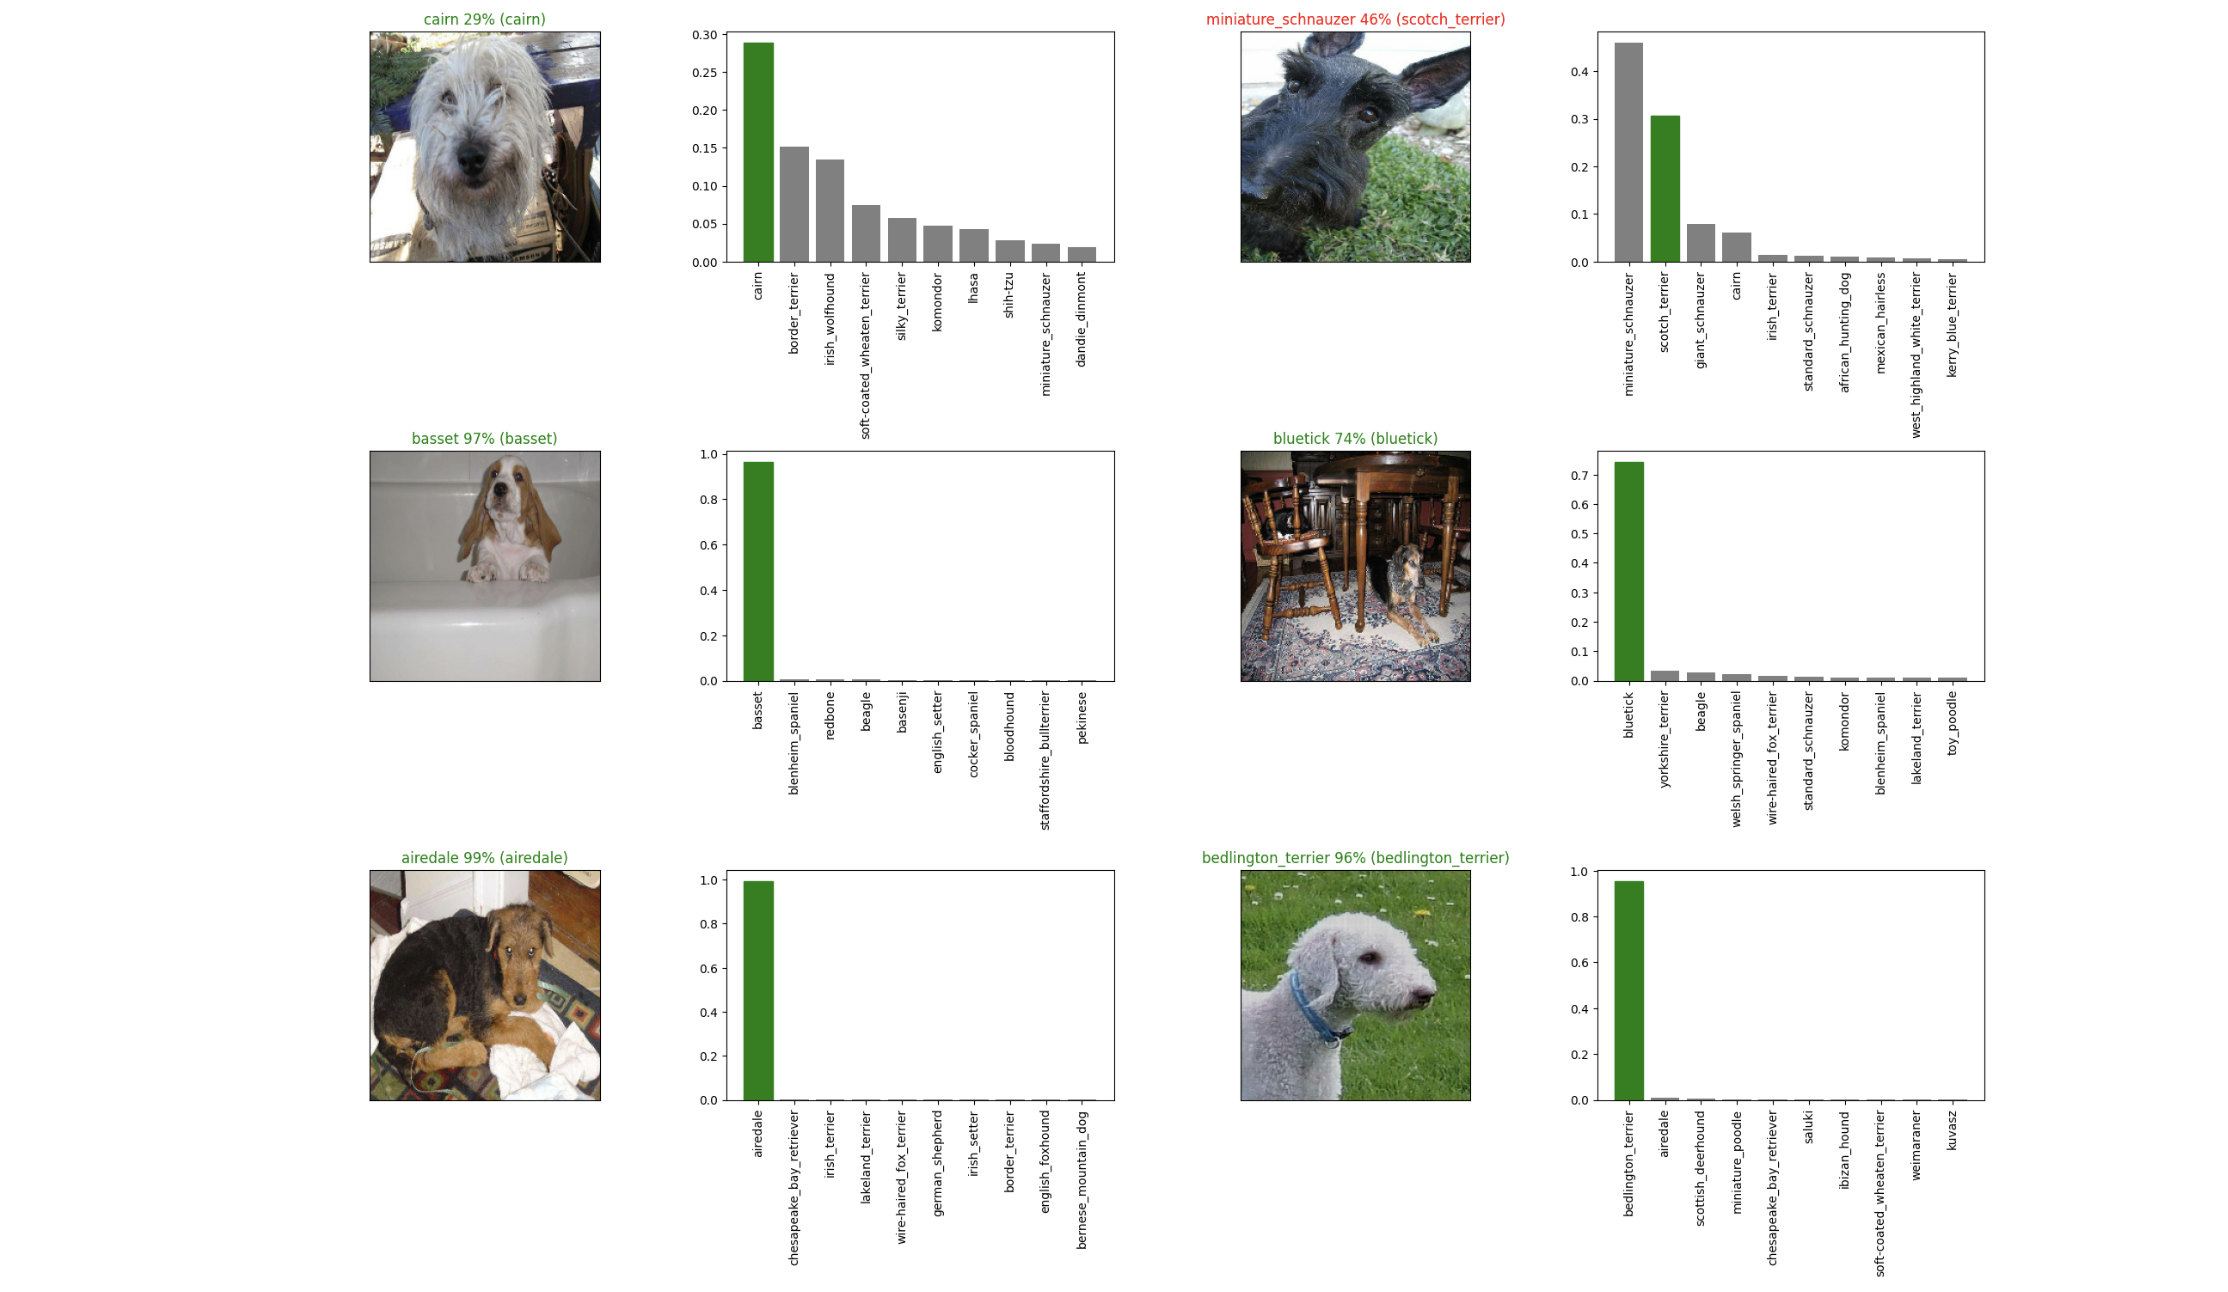 cairn 29% (cairn)
0.30
0.25
0.20
0.15
0.10
0.05
0.00
cairn
border_terrier
irish_wolfhound
soft-coated_wheaten_terrier
silky_terrier
komondor
lhasa
shih-tzu
miniature_schnauzer
dandie_dinmont
miniature_schnauzer 46% (scotch_terrier)
0.4
0.3
0.2
0.1
0.0
miniature_schnauzer
scotch_terrier
giant_schnauzer
cairn
irish_terrier
standard_schnauzer
african_hunting_dog
mexican_hairless
west_highland_white_terrier
kerry_blue_terrier
basset 97% (basset)
1.0
0.8
0.6
0.4
0.2
0.0
basset
blenheim_spaniel
redbone
beagle
basenji
english_setter
cocker_spaniel
bloodhound
staffordshire_bullterrier
pekinese
bluetick 74% (bluetick)
0.7
0.6
0.5
0.4
0.3
0.2
0.1
0.0
bluetick
yorkshire_terrier
beagle
welsh_springer_spaniel
wire-haired_fox_terrier
standard_schnauzer
komondor
blenheim_spaniel
lakeland_terrier
toy_poodle
airedale 99% (airedale)
1.0
0.8
0.6
0.4
0.2
0.0
airedale
chesapeake_bay_retriever
irish_terrier
lakeland_terrier
wire-haired_fox_terrier
german_shepherd
irish_setter
border_terrier
english_foxhound
bernese_mountain_dog
bedlington_terrier 96% (bedlington_terrier)
1.0
0.8
0.6
0.4
0.2
0.0
bedlington_terrier
airedale
scottish_deerhound
miniature_poodle
chesapeake_bay_retriever
saluki
ibizan_hound
soft-coated_wheaten_terrier
weimaraner
kuvasz